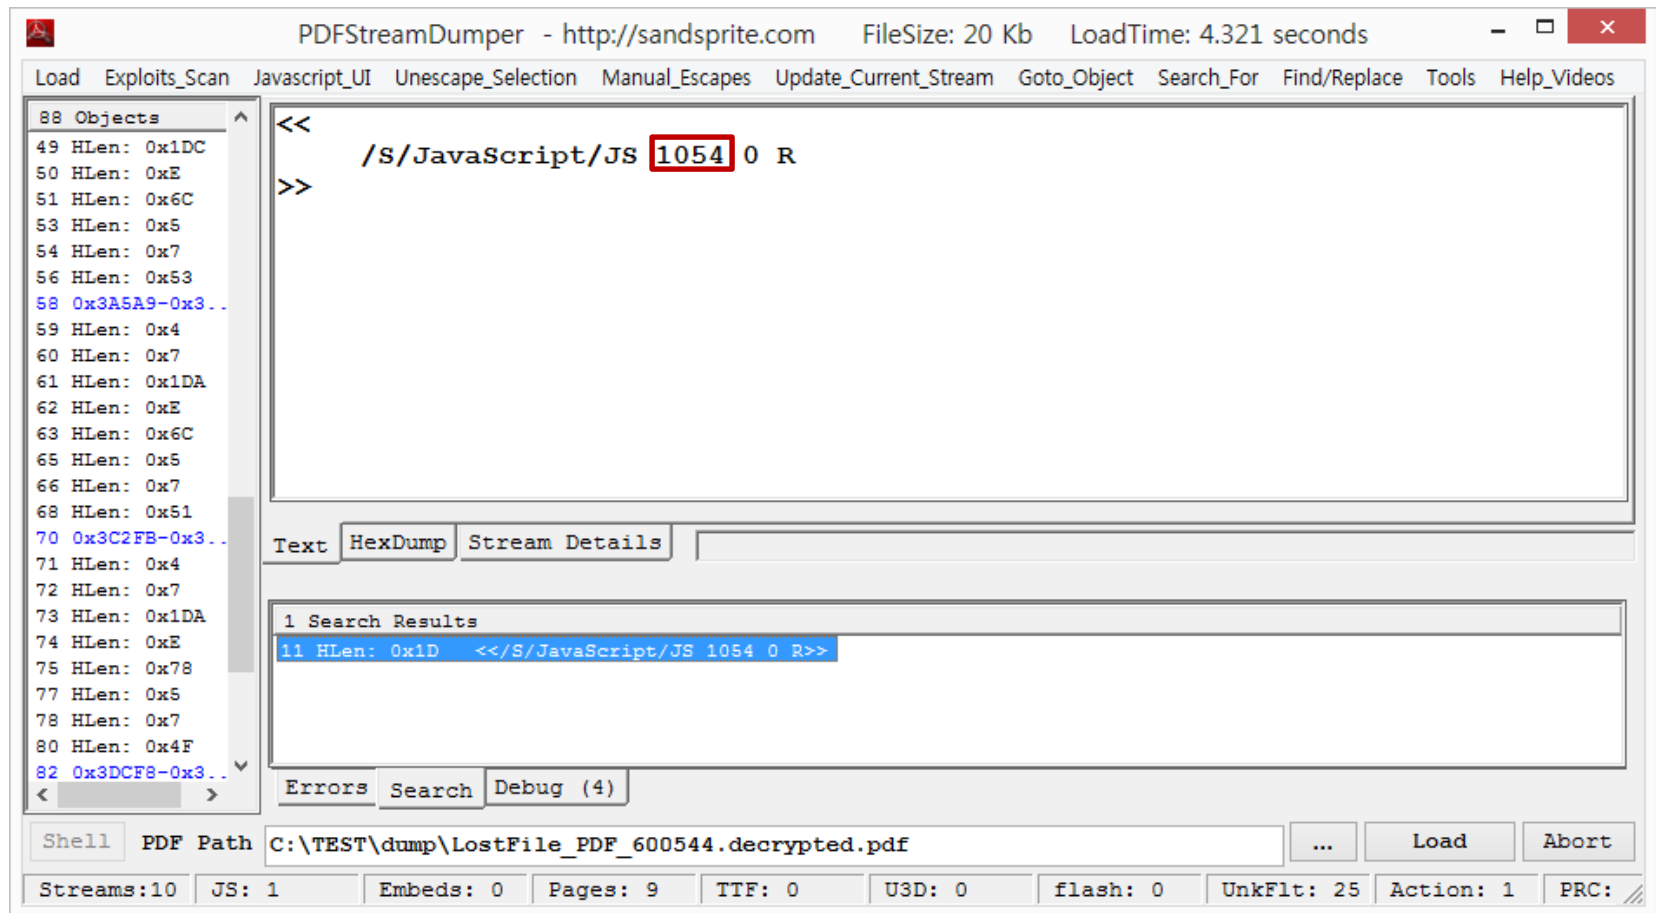 PDFStreamDumper - http://sandsprite.com FileSize: 20 Kb LoadTime: 4.321 seconds
Load Exploits_Scan Javascript_UI Unescape_Selection Manual_Escapes Update_Current_Stream Goto_Object Search_For Find/Replace Tools Help_Videos
88 Objects
49 HLen: 0x1DC
50 HLen: 0xE
51 HLen: 0x6C
53 HLen: 0x5
54 HLen: 0x7
56 HLen: 0x53
58 0x3A5A9-0x3..
59 HLen: 0x4
60 HLen: 0x7
61 HLen: 0x1DA
62 HLen: 0xE
63 HLen: 0x6C
65 HLen: 0x5
66 HLen: 0x7
68 HLen: 0x51
70 0x3C2FB-0x3..
71 HLen: 0x4
72 HLen: 0x7
73 HLen: 0x1DA
74 HLen: 0xE
75 HLen: 0x78
77 HLen: 0x5
78 HLen: 0x7
80 HLen: 0x4F
82 0x3DCF8-0x3..
<<
/S/JavaScript/JS 1054 0 R
>>
Text HexDump Stream Details
1 Search Results
11 HLen: 0x1D <</S/JavaScript/JS 1054 0 R>>
Errors Search Debug (4)
Shell PDF Path C:\TEST\dump\LostFile_PDF_600544.decrypted.pdf ... Load Abort
Streams:10 JS: 1 Embeds: 0 Pages: 9 TTF: 0 U3D: 0 flash: 0 UnkFlt: 25 Action: 1 PRC: